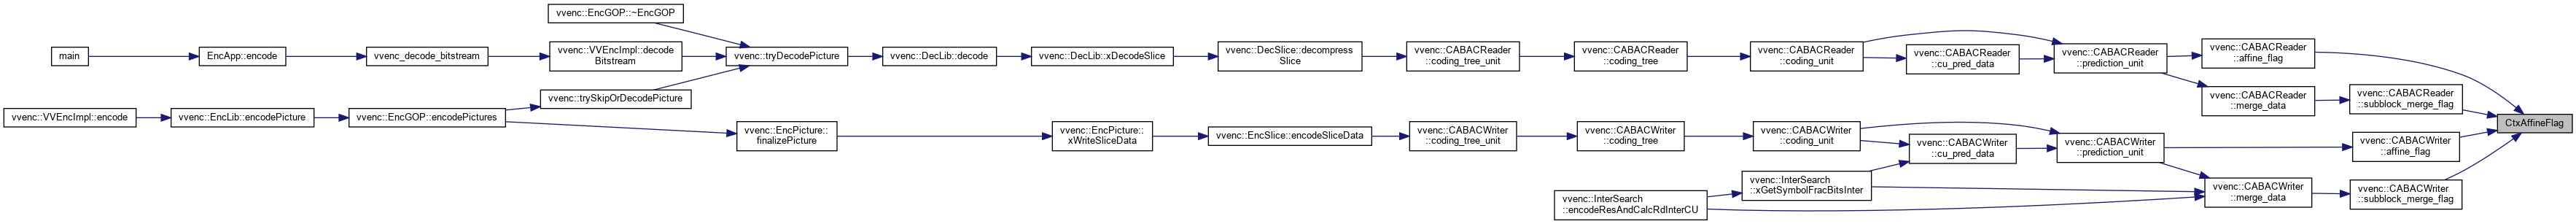 vvenc::EncGOP::~EncGOP
main
EncApp::encode
vvenc_decode_bitstream
vvenc::VVEncImpl::decode
Bitstream
vvenc::tryDecodePicture
vvenc::DecLib::decode
vvenc::DecLib::xDecodeSlice
vvenc::DecSlice::decompress
Slice
vvenc::CABACReader
::coding_tree_unit
vvenc::CABACReader
::coding_tree
vvenc::CABACReader
::coding_unit
vvenc::CABACReader
::cu_pred_data
vvenc::CABACReader
::prediction_unit
vvenc::CABACReader
::affine_flag
vvenc::CABACReader
::merge_data
vvenc::CABACReader
::subblock_merge_flag
vvenc::trySkipOrDecodePicture
vvenc::VVEncImpl::encode
vvenc::EncLib::encodePicture
vvenc::EncGOP::encodePictures
vvenc::EncPicture::
finalizePicture
vvenc::EncPicture::
xWriteSliceData
vvenc::EncSlice::encodeSliceData
vvenc::CABACWriter
::coding_tree_unit
vvenc::CABACWriter
::coding_tree
vvenc::CABACWriter
::coding_unit
vvenc::CABACWriter
::cu_pred_data
vvenc::CABACWriter
::prediction_unit
vvenc::CABACWriter
::affine_flag
CtxAffineFlag
vvenc::InterSearch
::xGetSymbolFracBitsInter
vvenc::InterSearch
::encodeResAndCalcRdInterCU
vvenc::CABACWriter
::merge_data
vvenc::CABACWriter
::subblock_merge_flag